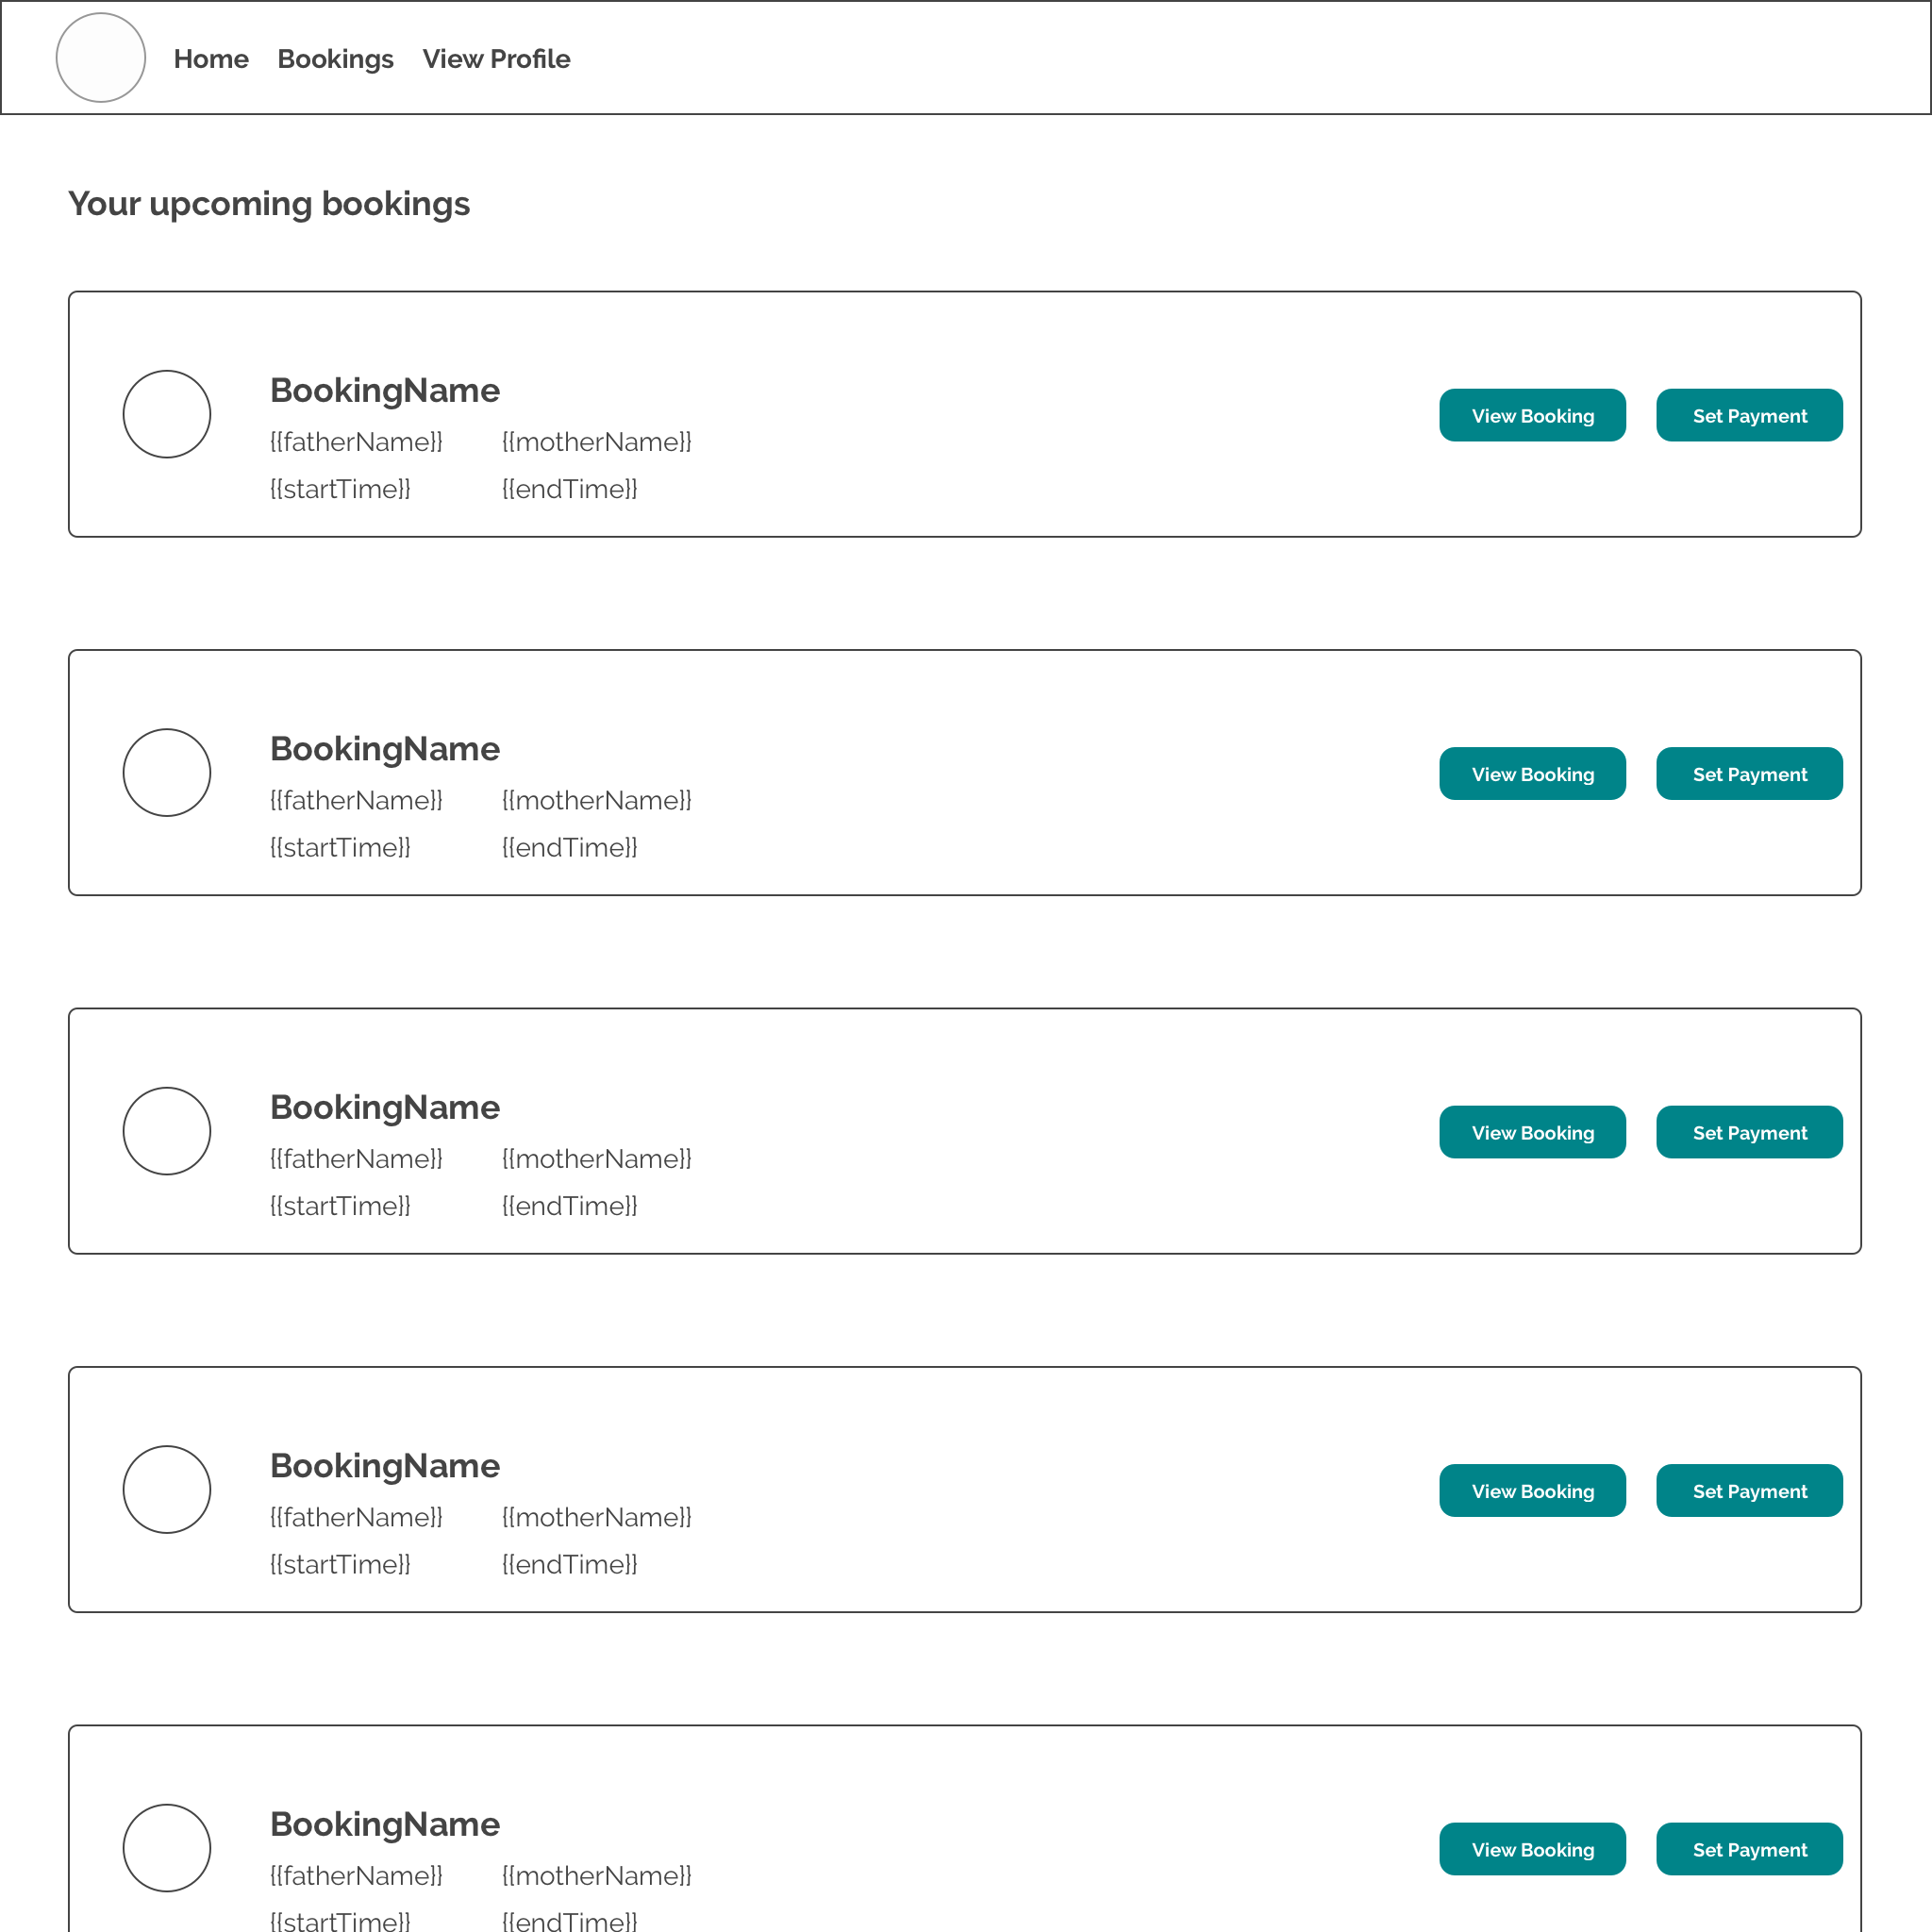 Home Bookings View Profile
Your upcoming bookings
BookingName
{{fatherName}} {{motherName}}
{{startTime}} {{endTime}}
View Booking Set Payment
BookingName
{{fatherName}} {{motherName}}
{{startTime}} {{endTime}}
View Booking Set Payment
BookingName
{{fatherName}} {{motherName}}
{{startTime}} {{endTime}}
View Booking Set Payment
BookingName
{{fatherName}} {{motherName}}
{{startTime}} {{endTime}}
View Booking Set Payment
BookingName
{{fatherName}} {{motherName}}
{{startTime}} {{endTime}}
View Booking Set Payment